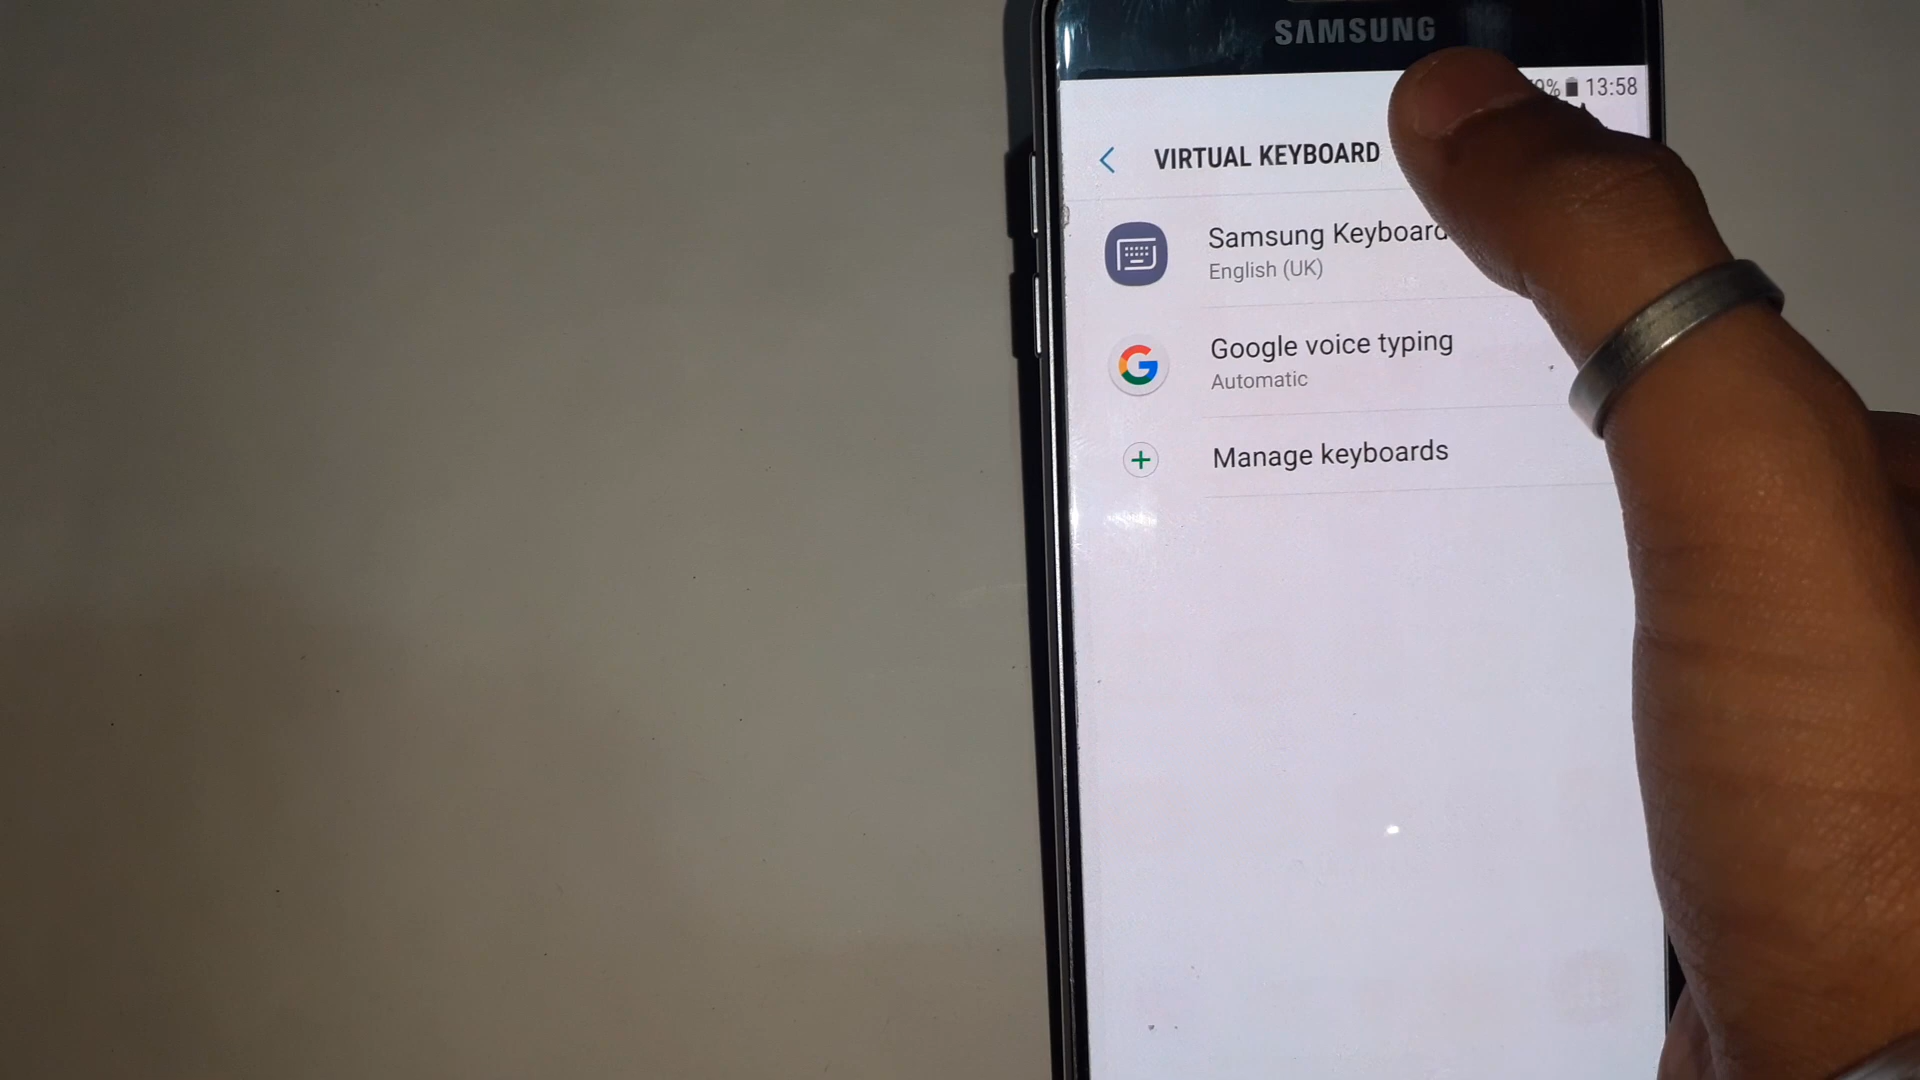 SAMSUNG
13:58
VIRTUAL KEYBOARD
Samsung Keyboard
English (UK)
Google voice typing
Automatic
Manage keyboards